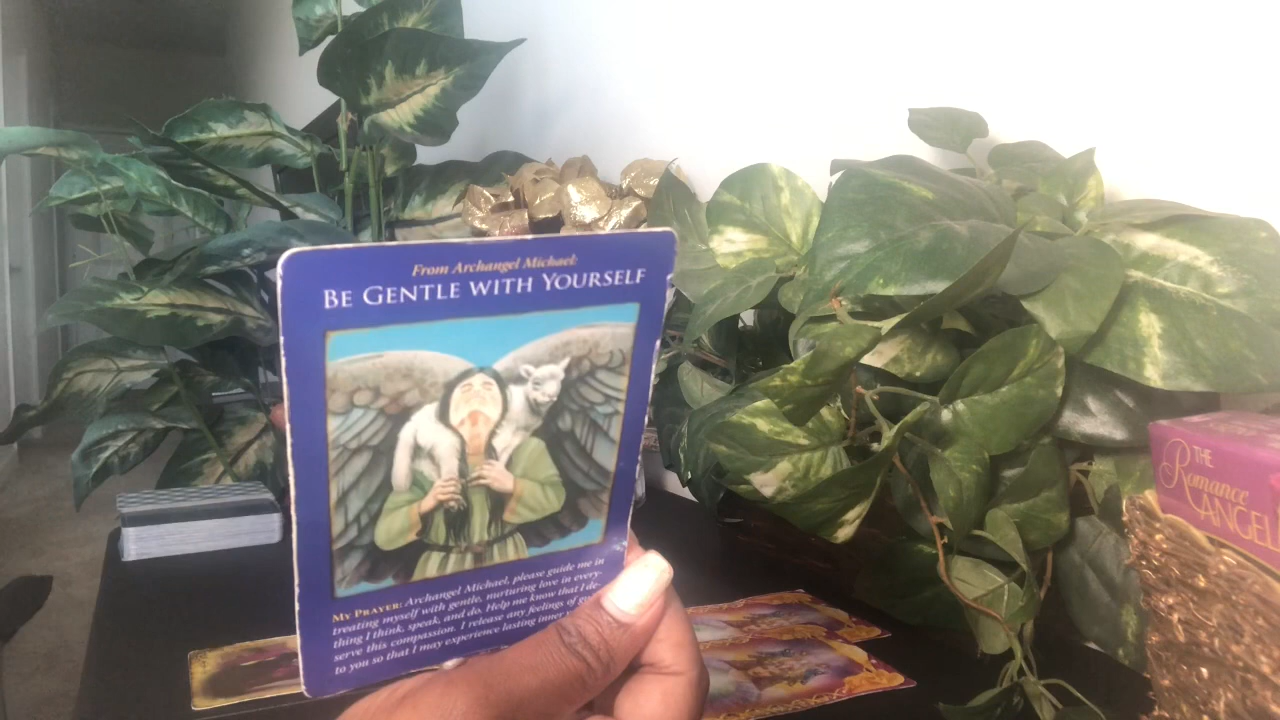 From Archangel Michael:
BE GENTLE WITH YOURSELF
MY PRAYER: Archangel Michael, please guide me in
treating myself with gentle, nurturing love in every-
thing I think, speak, and do. Help me know that I de-
serve this compassion. I release any feelings of
to you so that I may experience lasting inner
THE
Romance
ANGEL